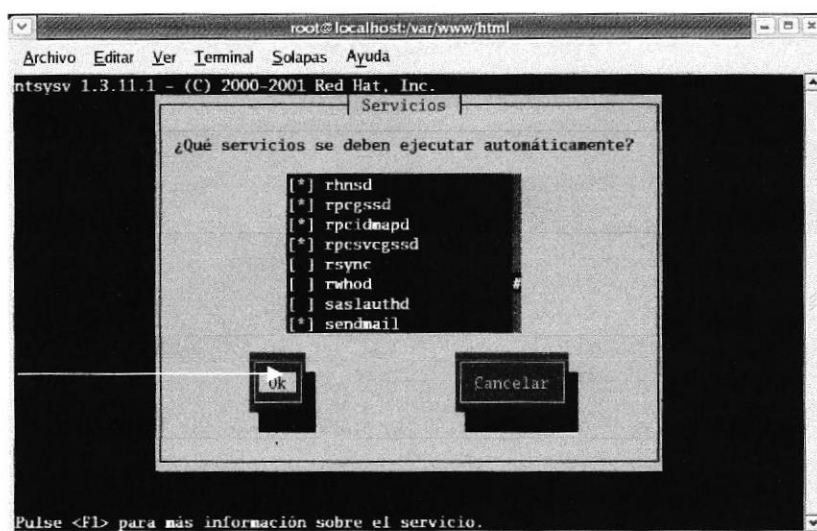 root@localhost:/var/www/html
Archivo Editar Ver Terminal Solapas Ayuda
ntsysv 1.3.11.1 - (C) 2000-2001 Red Hat, Inc.
Servicios
¿Qué servicios se deben ejecutar automáticamente?
[*] rhnsd
[*] rpcgssd
[*] rpcidmapd
[*] rpcsvcgssd
[ ] rsync
[ ] rwhod #
[ ] saslauthd
[*] sendmail
Ok Cancelar
Pulse <F1> para más información sobre el servicio.